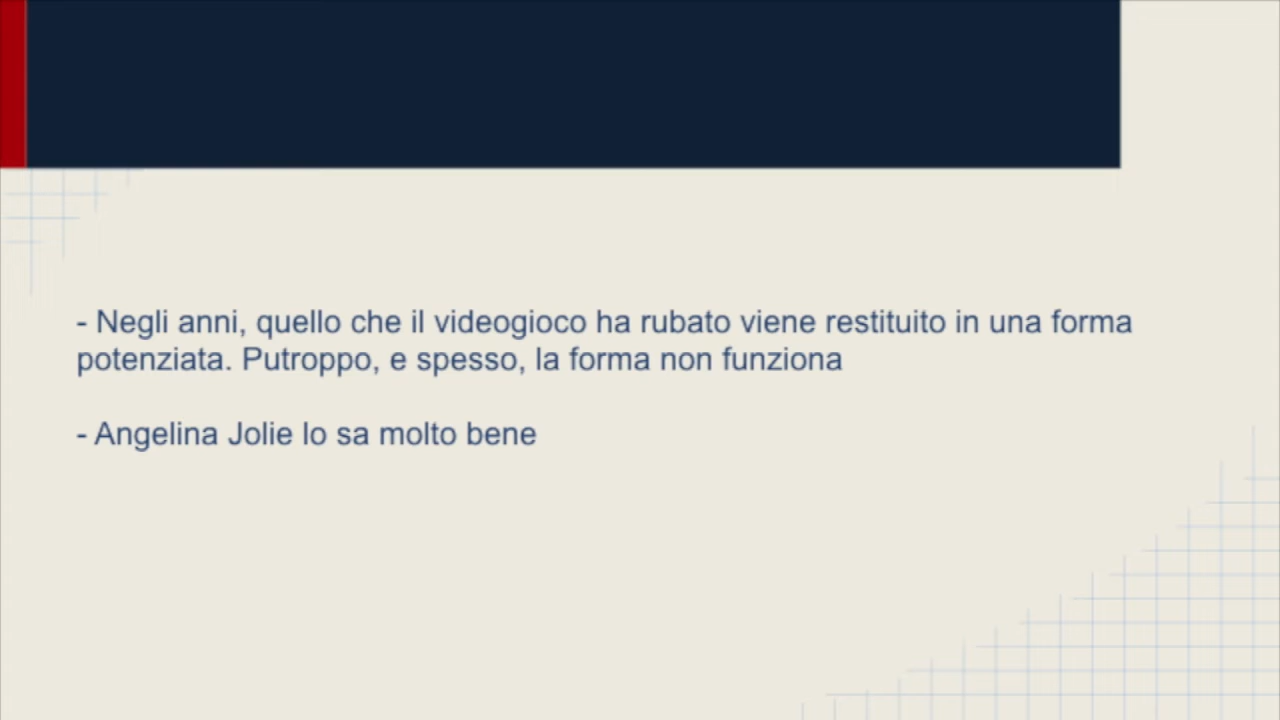 - Negli anni, quello che il videogioco ha rubato viene restituito in una forma
potenziata. Putroppo, e spesso, la forma non funziona
- Angelina Jolie lo sa molto bene